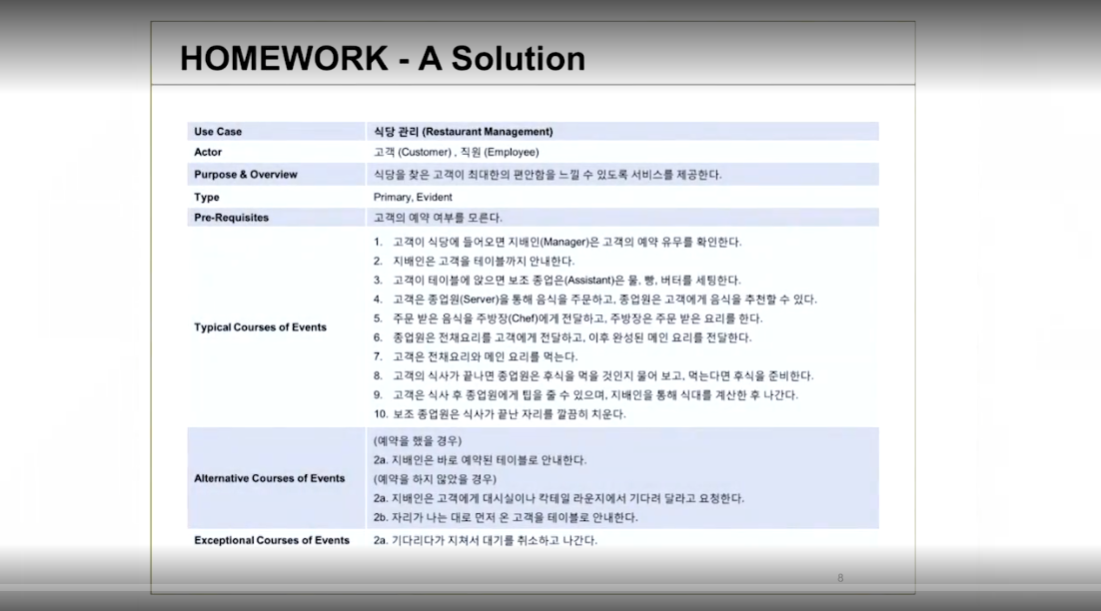 HOMEWORK - A Solution
Use Case 식당 관리 (Restaurant Management)
Actor 고객 (Customer) , 직원 (Employee)
Purpose & Overview 식당을 찾은 고객이 최대한의 편안함을 느낄 수 있도록 서비스를 제공한다.
Type Primary, Evident
Pre-Requisites 고객의 예약 여부를 모른다.
Typical Courses of Events
1. 고객이 식당에 들어오면 지배인(Manager)은 고객의 예약 유무를 확인한다.
2. 지배인은 고객을 테이블까지 안내한다.
3. 고객이 테이블에 앉으면 보조 종업은(Assistant)은 물, 빵, 버터를 세팅한다.
4. 고객은 종업원(Server)을 통해 음식을 주문하고, 종업원은 고객에게 음식을 추천할 수 있다.
5. 주문 받은 음식을 주방장(Chef)에게 전달하고, 주방장은 주문 받은 요리를 한다.
6. 종업원은 전채요리를 고객에게 전달하고, 이후 완성된 메인 요리를 전달한다.
7. 고객은 전채요리와 메인 요리를 먹는다.
8. 고객의 식사가 끝나면 종업원은 후식을 먹을 것인지 물어 보고, 먹는다면 후식을 준비한다.
9. 고객은 식사 후 종업원에게 팁을 줄 수 있으며, 지배인을 통해 식대를 계산한 후 나간다.
10. 보조 종업원은 식사가 끝난 자리를 깔끔히 치운다.
Alternative Courses of Events
(예약을 했을 경우)
2a. 지배인은 바로 예약된 테이블로 안내한다.
(예약을 하지 않았을 경우)
2a. 지배인은 고객에게 대시실이나 칵테일 라운지에서 기다려 달라고 요청한다.
2b. 자리가 나는 대로 먼저 온 고객을 테이블로 안내한다.
Exceptional Courses of Events 2a. 기다리다가 지쳐서 대기를 취소하고 나간다.
8